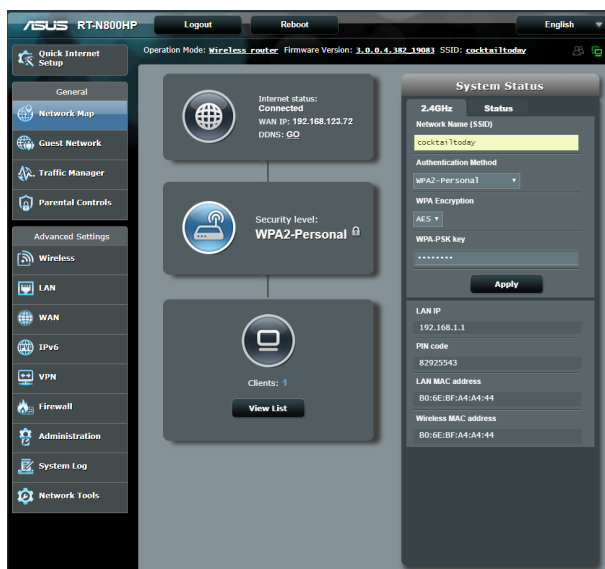 ASUS RT-N800HP
Logout
Reboot
English
Quick Internet
Setup
Operation Mode: Wireless router Firmware Version: 3.0.0.4.382_19083 SSID: cocktailtoday
General
Network Map
Guest Network
Traffic Manager
Parental Controls
Advanced Settings
Wireless
LAN
WAN
IPv6
VPN
Firewall
Administration
System Log
Network Tools
Internet status:
Connected
WAN IP: 192.168.123.72
DDNS: GO
Security level:
WPA2-Personal
Clients: 1
View List
System Status
2.4GHz Status
Network Name (SSID)
cocktailtoday
Authentication Method
WPA2-Personal
WPA Encryption
AES
WPA-PSK key
········
Apply
LAN IP
192.168.1.1
PIN code
82925543
LAN MAC address
B0:6E:BF:A4:A4:44
Wireless MAC address
B0:6E:BF:A4:A4:44